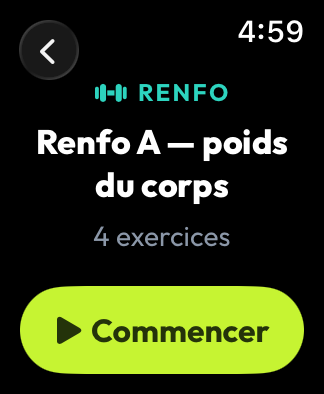 4:59
RENFO
Renfo A — poids
du corps
4 exercices
Commencer